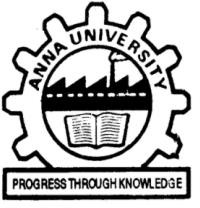 ANNA UNIVERSITY
PROGRESS THROUGH KNOWLEDGE